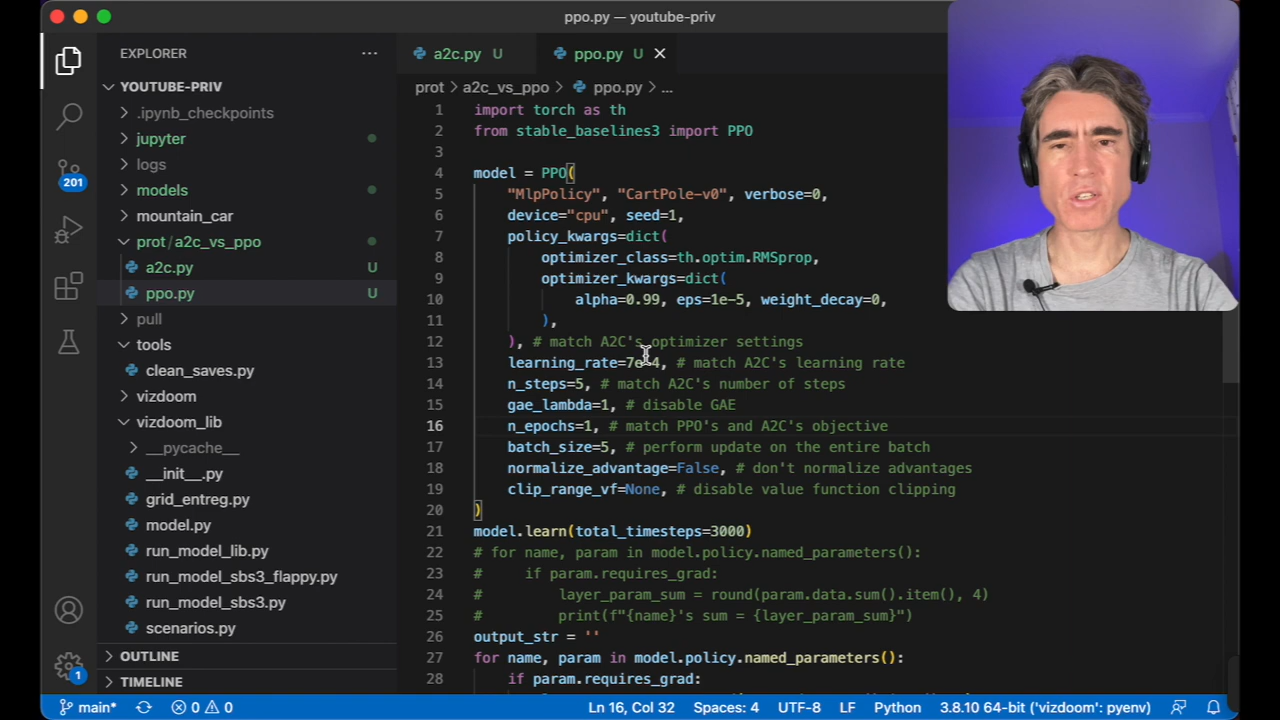 ppo.py — youtube-priv
EXPLORER
YOUTUBE-PRIV
.ipynb_checkpoints
jupyter
logs
models
mountain_car
prot/a2c_vs_ppo
a2c.py U
ppo.py U
pull
tools
clean_saves.py
vizdoom
vizdoom_lib
__pycache__
__init__.py
grid_entreg.py
model.py
run_model_lib.py
run_model_sbs3_flappy.py
run_model_sbs3.py
scenarios.py
OUTLINE
TIMELINE
201
1
a2c.py U ppo.py U
prot > a2c_vs_ppo > ppo.py > ...
1 import torch as th
2 from stable_baselines3 import PPO
3
4 model = PPO(
5 "MlpPolicy", "CartPole-v0", verbose=0,
6 device="cpu", seed=1,
7 policy_kwargs=dict(
8 optimizer_class=th.optim.RMSprop,
9 optimizer_kwargs=dict(
10 alpha=0.99, eps=1e-5, weight_decay=0,
11 ),
12 ), # match A2C's optimizer settings
13 learning_rate=7e-4, # match A2C's learning rate
14 n_steps=5, # match A2C's number of steps
15 gae_lambda=1, # disable GAE
16 n_epochs=1, # match PPO's and A2C's objective
17 batch_size=5, # perform update on the entire batch
18 normalize_advantage=False, # don't normalize advantages
19 clip_range_vf=None, # disable value function clipping
20 )
21 model.learn(total_timesteps=3000)
22 # for name, param in model.policy.named_parameters():
23 # if param.requires_grad:
24 # layer_param_sum = round(param.data.sum().item(), 4)
25 # print(f"{name}'s sum = {layer_param_sum}")
26 output_str = ''
27 for name, param in model.policy.named_parameters():
28 if param.requires_grad:
main* 0 0 Ln 16, Col 32 Spaces: 4 UTF-8 LF Python 3.8.10 64-bit ('vizdoom': pyenv)